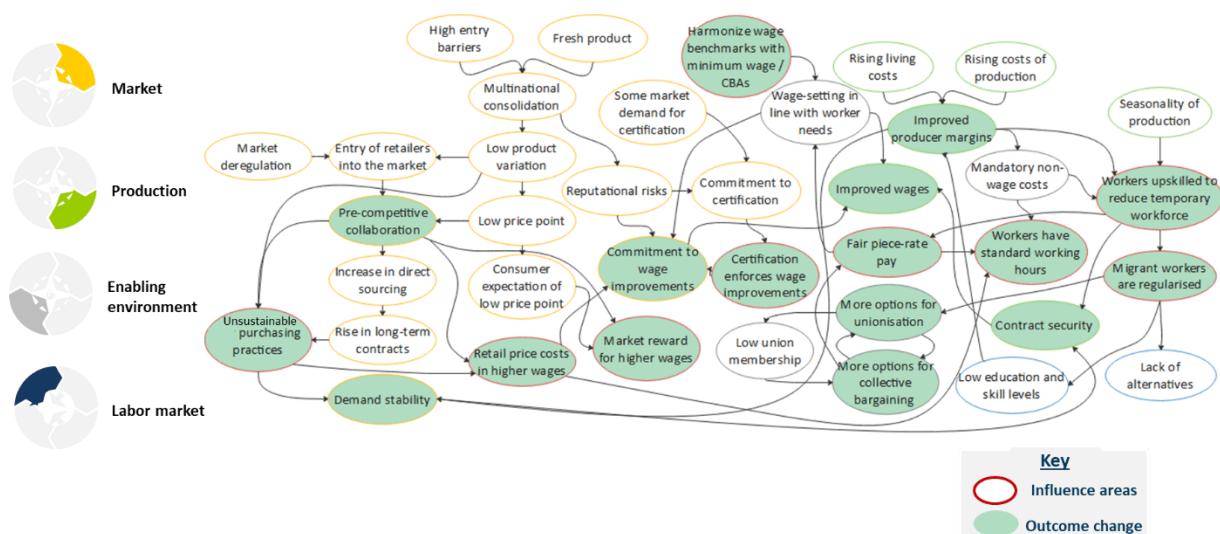 Market
Production
Enabling
environment
Labor market
High entry
barriers
Fresh product
Multinational
consolidation
Market
deregulation
Entry of retailers
into the market
Low product
variation
Pre-competitive
collaboration
Low price point
Increase in direct
sourcing
Consumer
expectation of
low price point
Unsustainable
purchasing
practices
Rise in long-term
contracts
Retail price costs
in higher wages
Market reward
for higher wages
Demand stability
Harmonize wage
benchmarks with
minimum wage /
CBAs
Some market
demand for
certification
Wage-setting in
line with worker
needs
Reputational risks
Commitment to
certification
Improved wages
Commitment to
wage
improvements
Certification
enforces wage
improvements
Fair piece-rate
pay
More options for
unionisation
Low union
membership
More options for
collective
bargaining
Rising living
costs
Rising costs of
production
Improved
producer margins
Seasonality of
production
Mandatory non-
wage costs
Workers upskilled to
reduce temporary
workforce
Workers have
standard working
hours
Migrant workers
are regularised
Contract security
Low education and
skill levels
Lack of
alternatives
Key
Influence areas
Outcome change